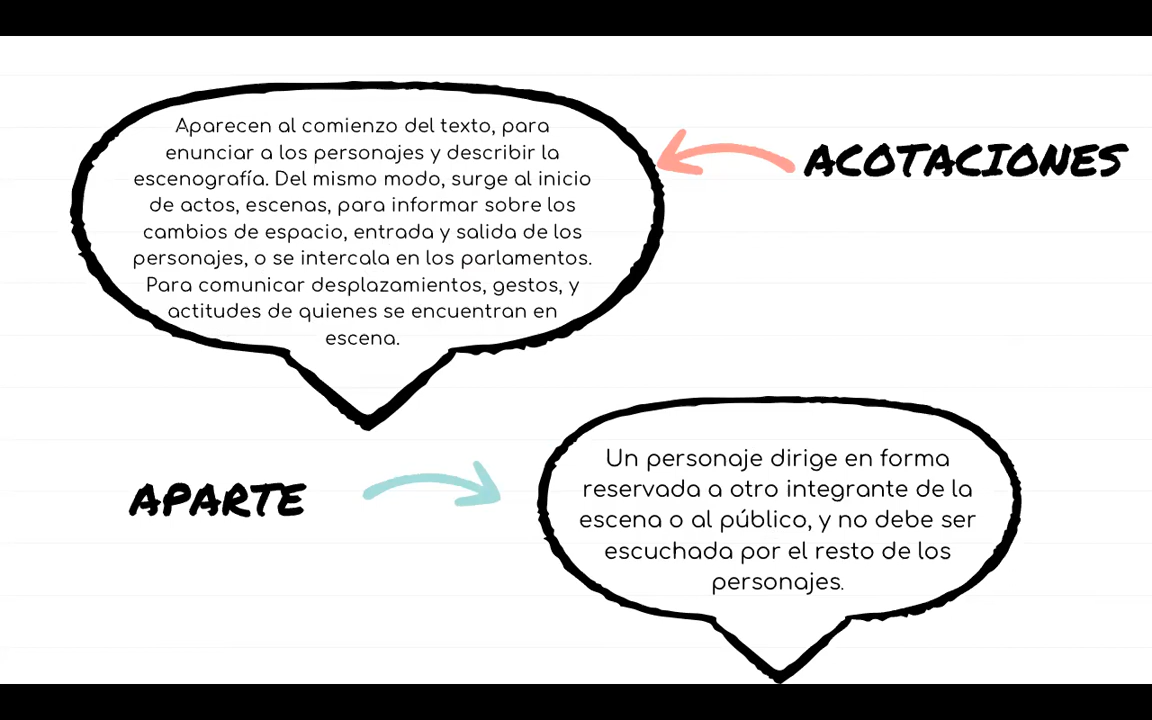 Aparecen al comienzo del texto, para
enunciar a los personajes y describir la
escenografía. Del mismo modo, surge al inicio
de actos, escenas, para informar sobre los
cambios de espacio, entrada y salida de los
personajes, o se intercala en los parlamentos.
Para comunicar desplazamientos, gestos, y
actitudes de quienes se encuentran en
escena.
ACOTACIONES
APARTE
Un personaje dirige en forma
reservada a otro integrante de la
escena o al público, y no debe ser
escuchada por el resto de los
personajes.